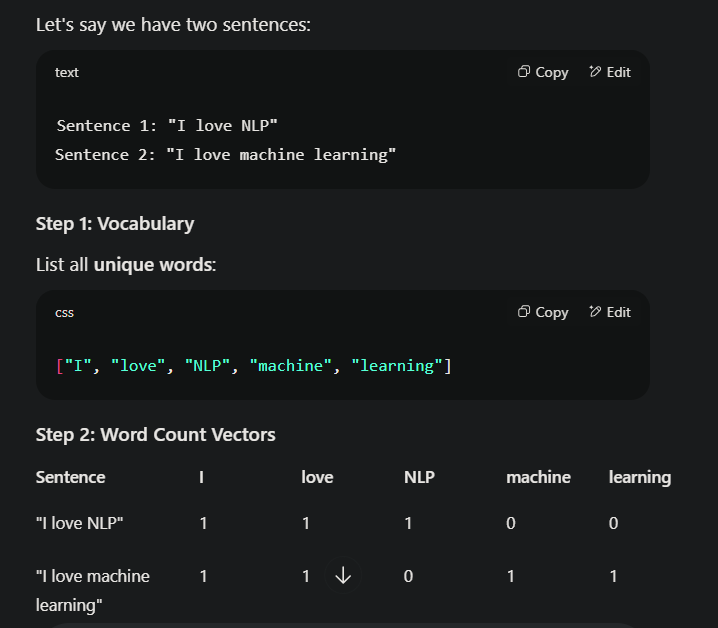 Let's say we have two sentences:
text Copy Edit
Sentence 1: "I love NLP"
Sentence 2: "I love machine learning"
Step 1: Vocabulary
List all unique words:
css Copy Edit
["I", "love", "NLP", "machine", "learning"]
Step 2: Word Count Vectors
Sentence I love NLP machine learning
"I love NLP" 1 1 1 0 0
"I love machine 1 1 0 1 1
learning"